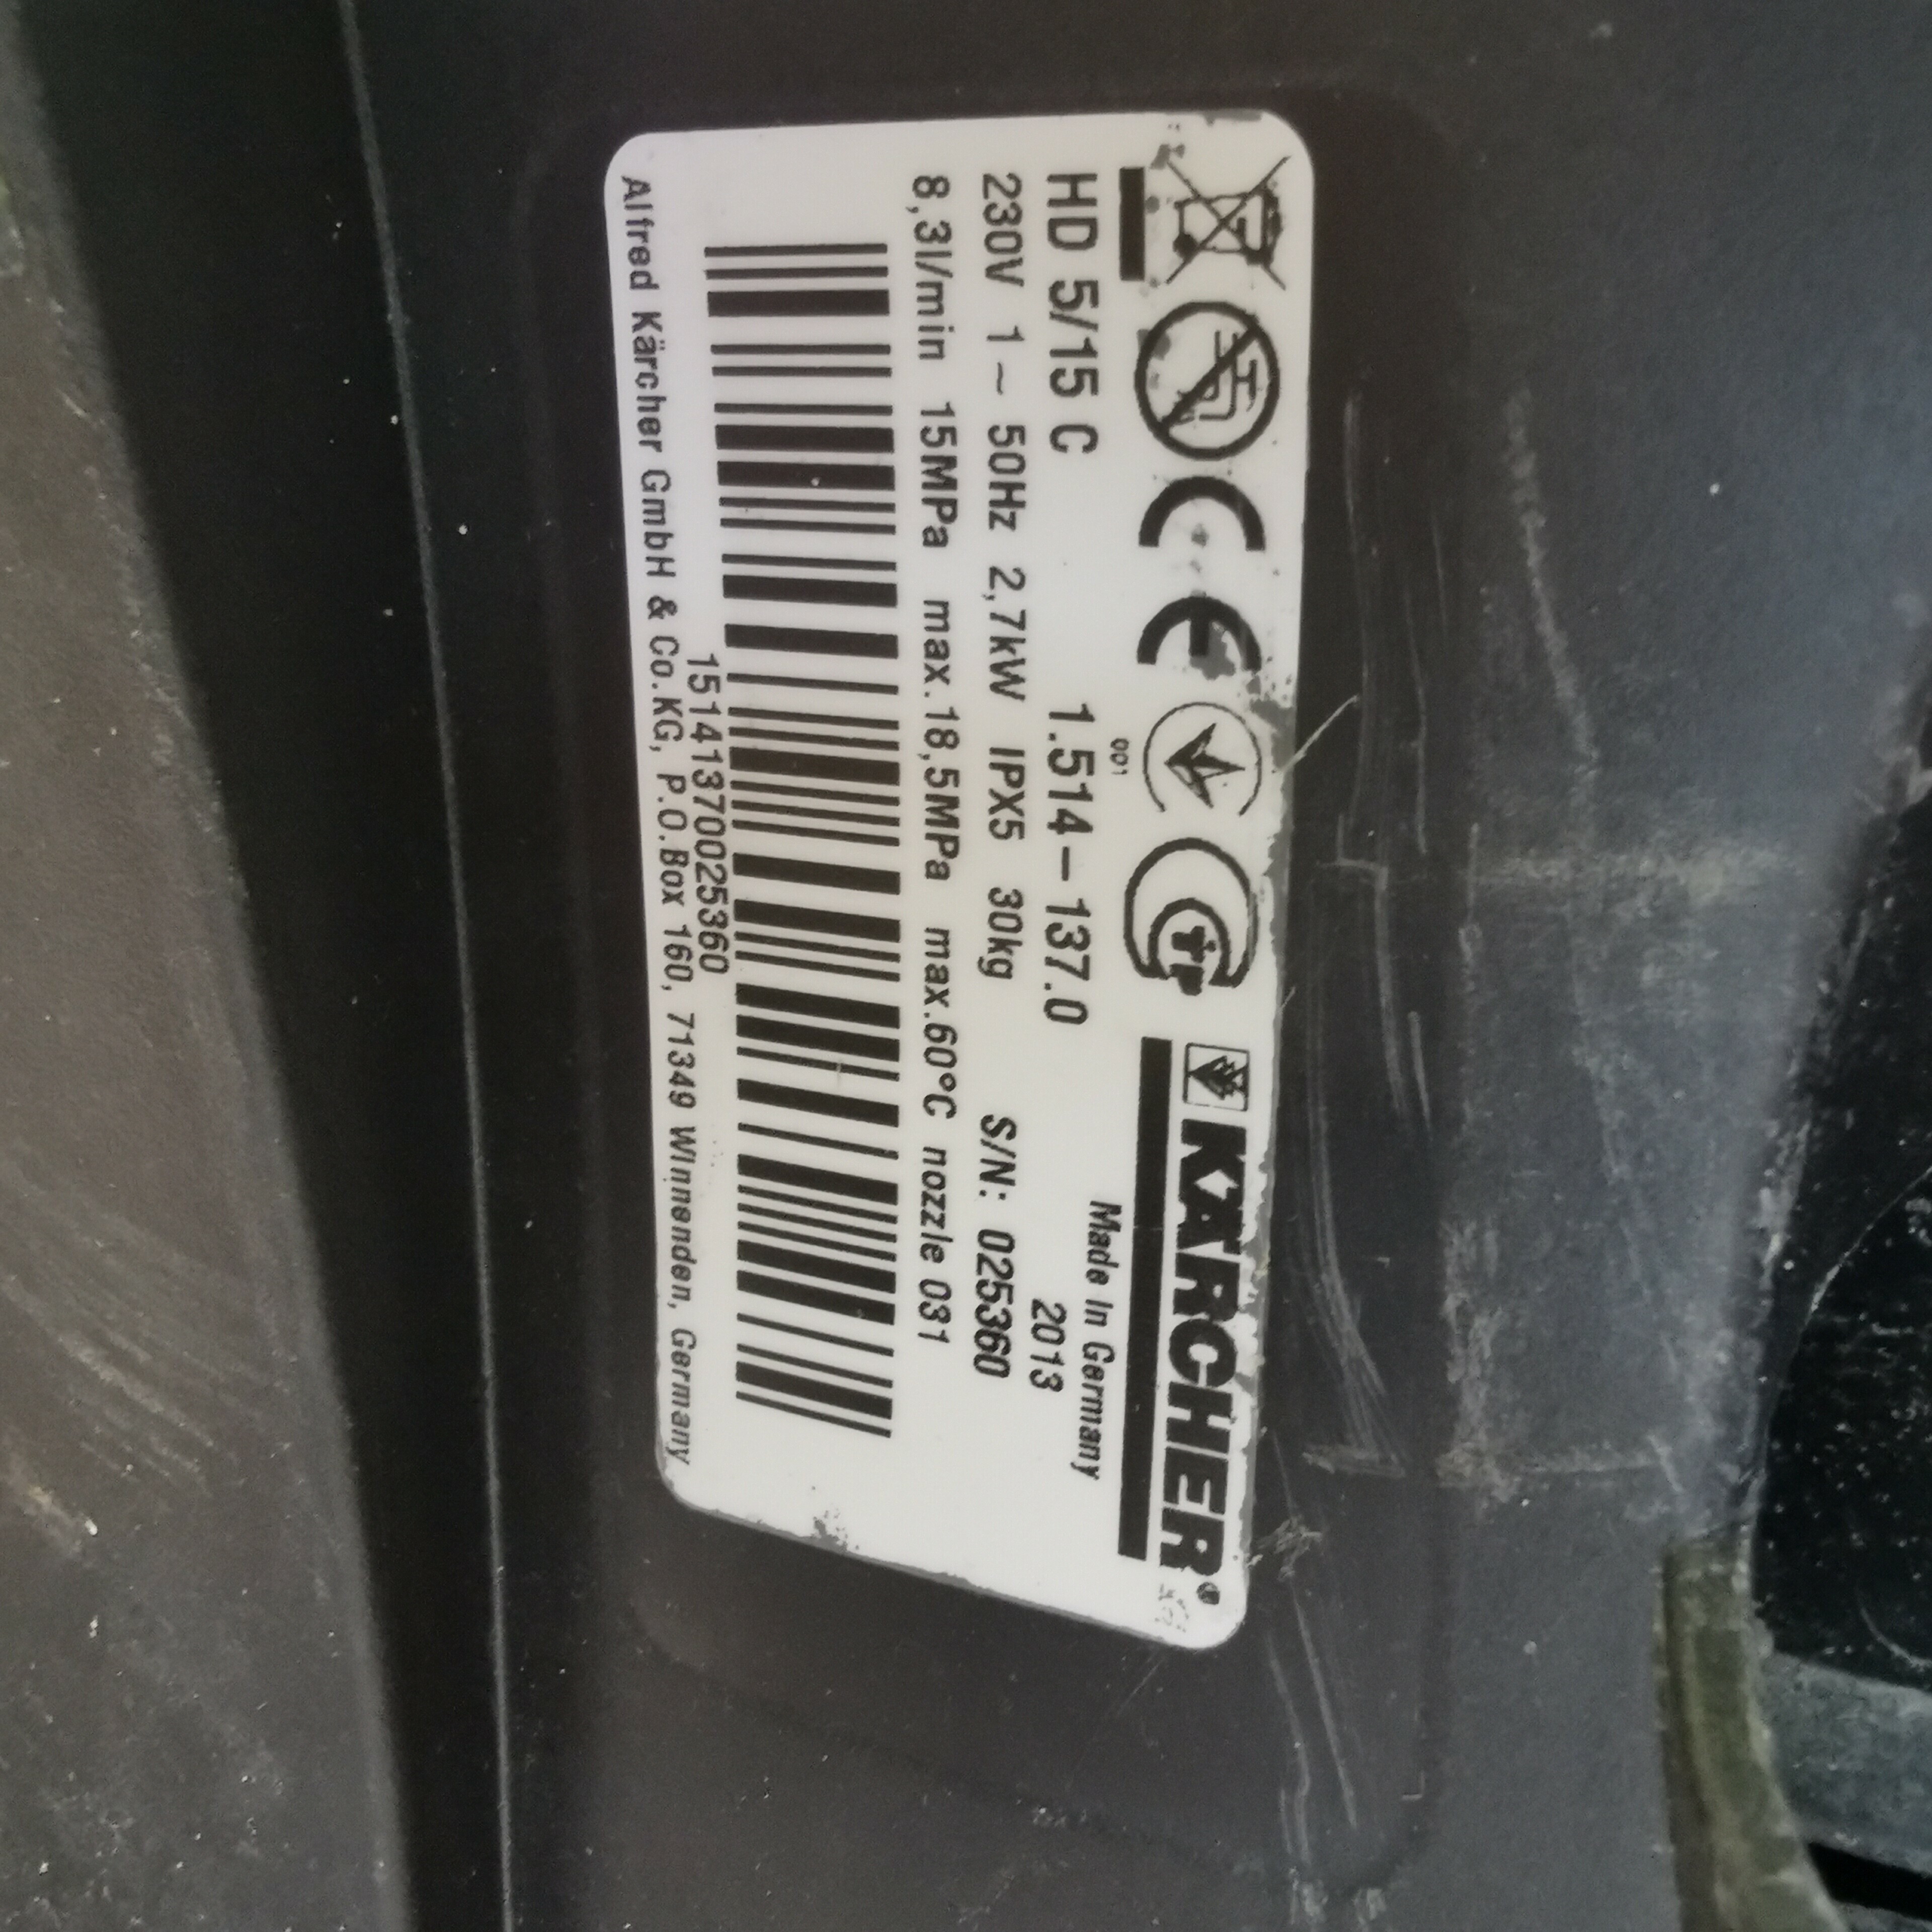 KÄRCHER
001
Made in Germany
HD 5/15 C 1.514-137.0 2013
230V 1~ 50Hz 2,7kW IPX5 30kg S/N: 025360
8,3l/min 15MPa max.18,5MPa max.60°C nozzle 031
151413700025360
Alfred Kärcher GmbH & Co.KG, P.O.Box 160, 71349 Winnenden, Germany